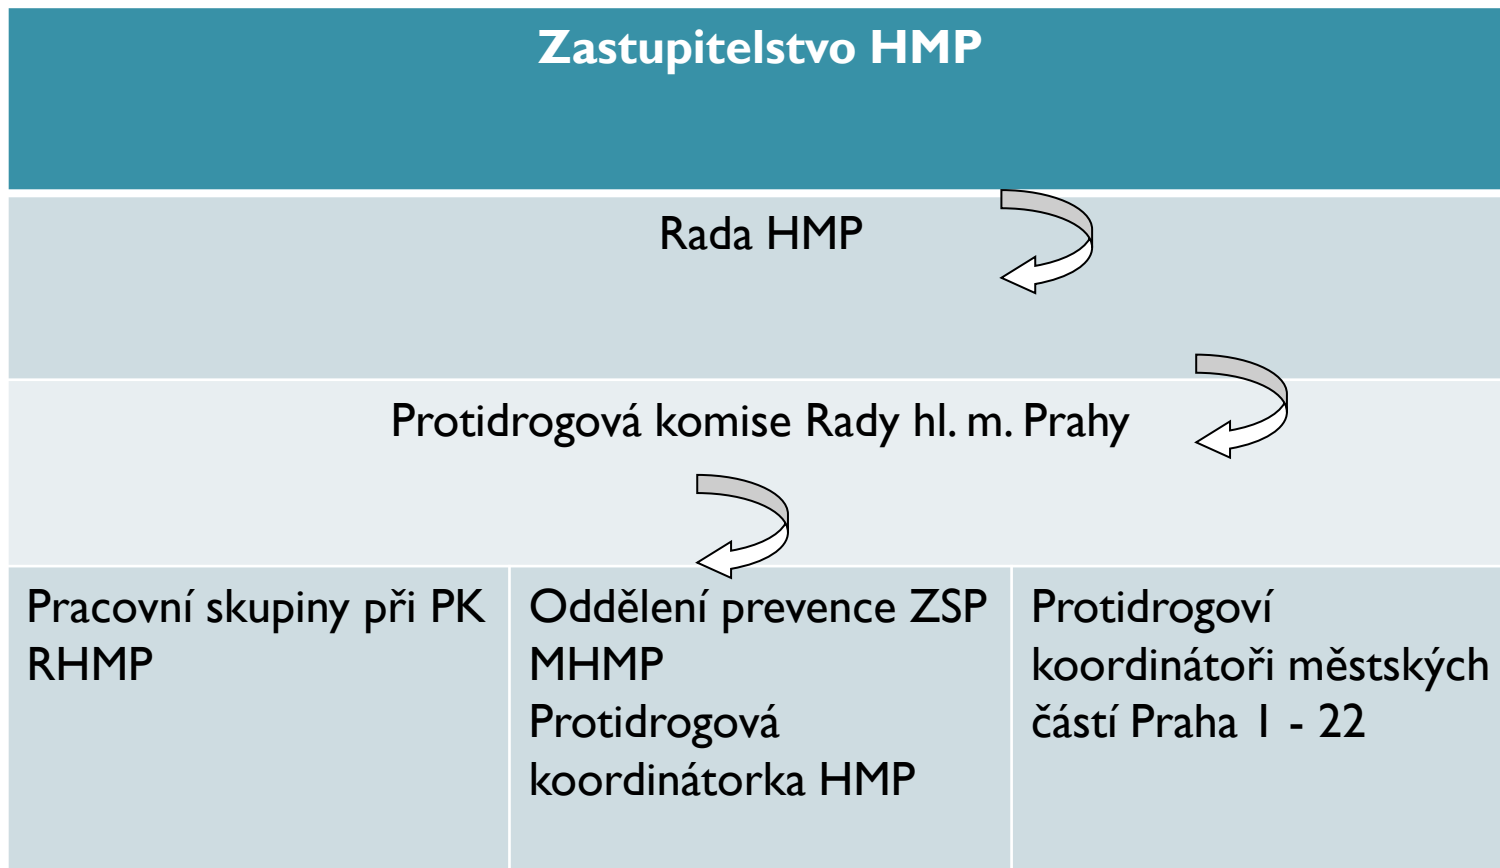 Zastupitelstvo HMP
Rada HMP
Protidrogová komise Rady hl. m. Prahy
Pracovní skupiny při PK
RHMP
Oddělení prevence ZSP
MHMP
Protidrogová
koordinátorka HMP
Protidrogoví
koordinátoři městských
částí Praha 1 - 22